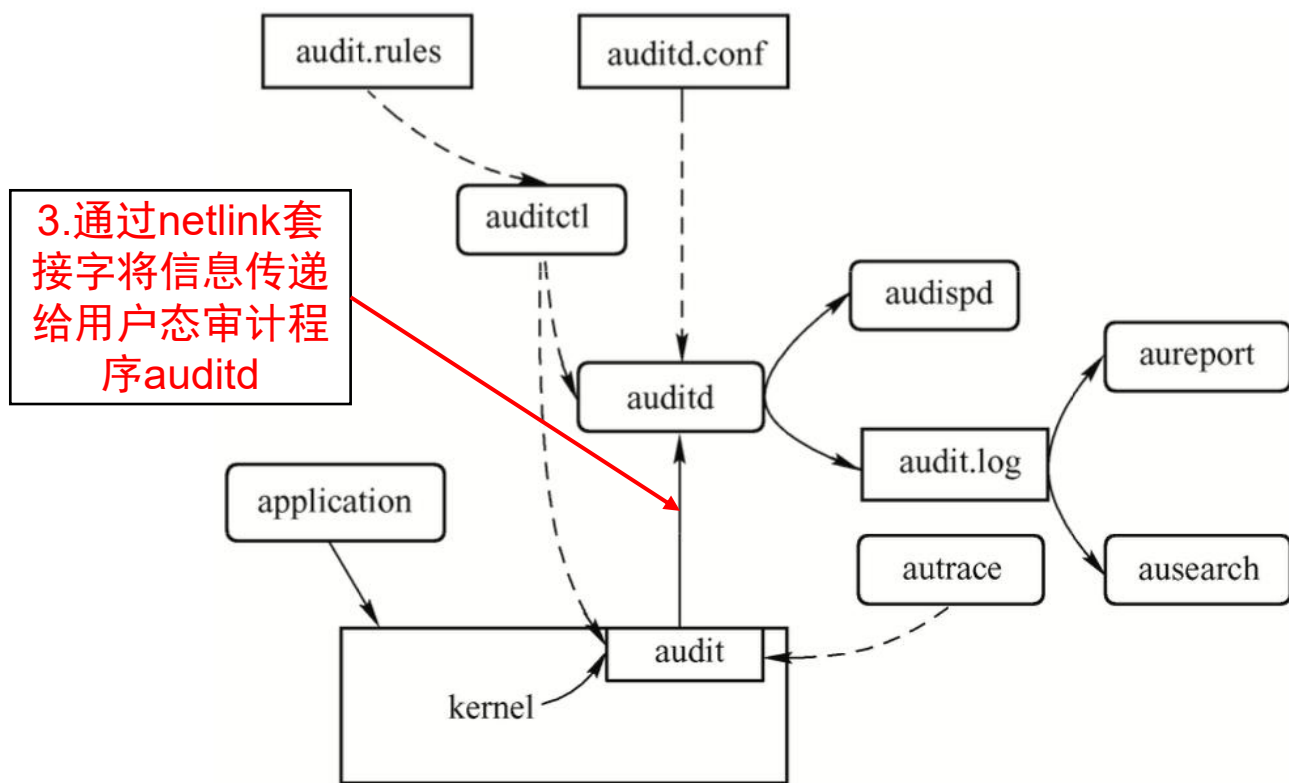 audit.rules
auditd.conf
3.通过netlink套
接字将信息传递
给用户态审计程
序auditd
auditctl
audispd
aureport
auditd
audit.log
application
autrace
ausearch
audit
kernel